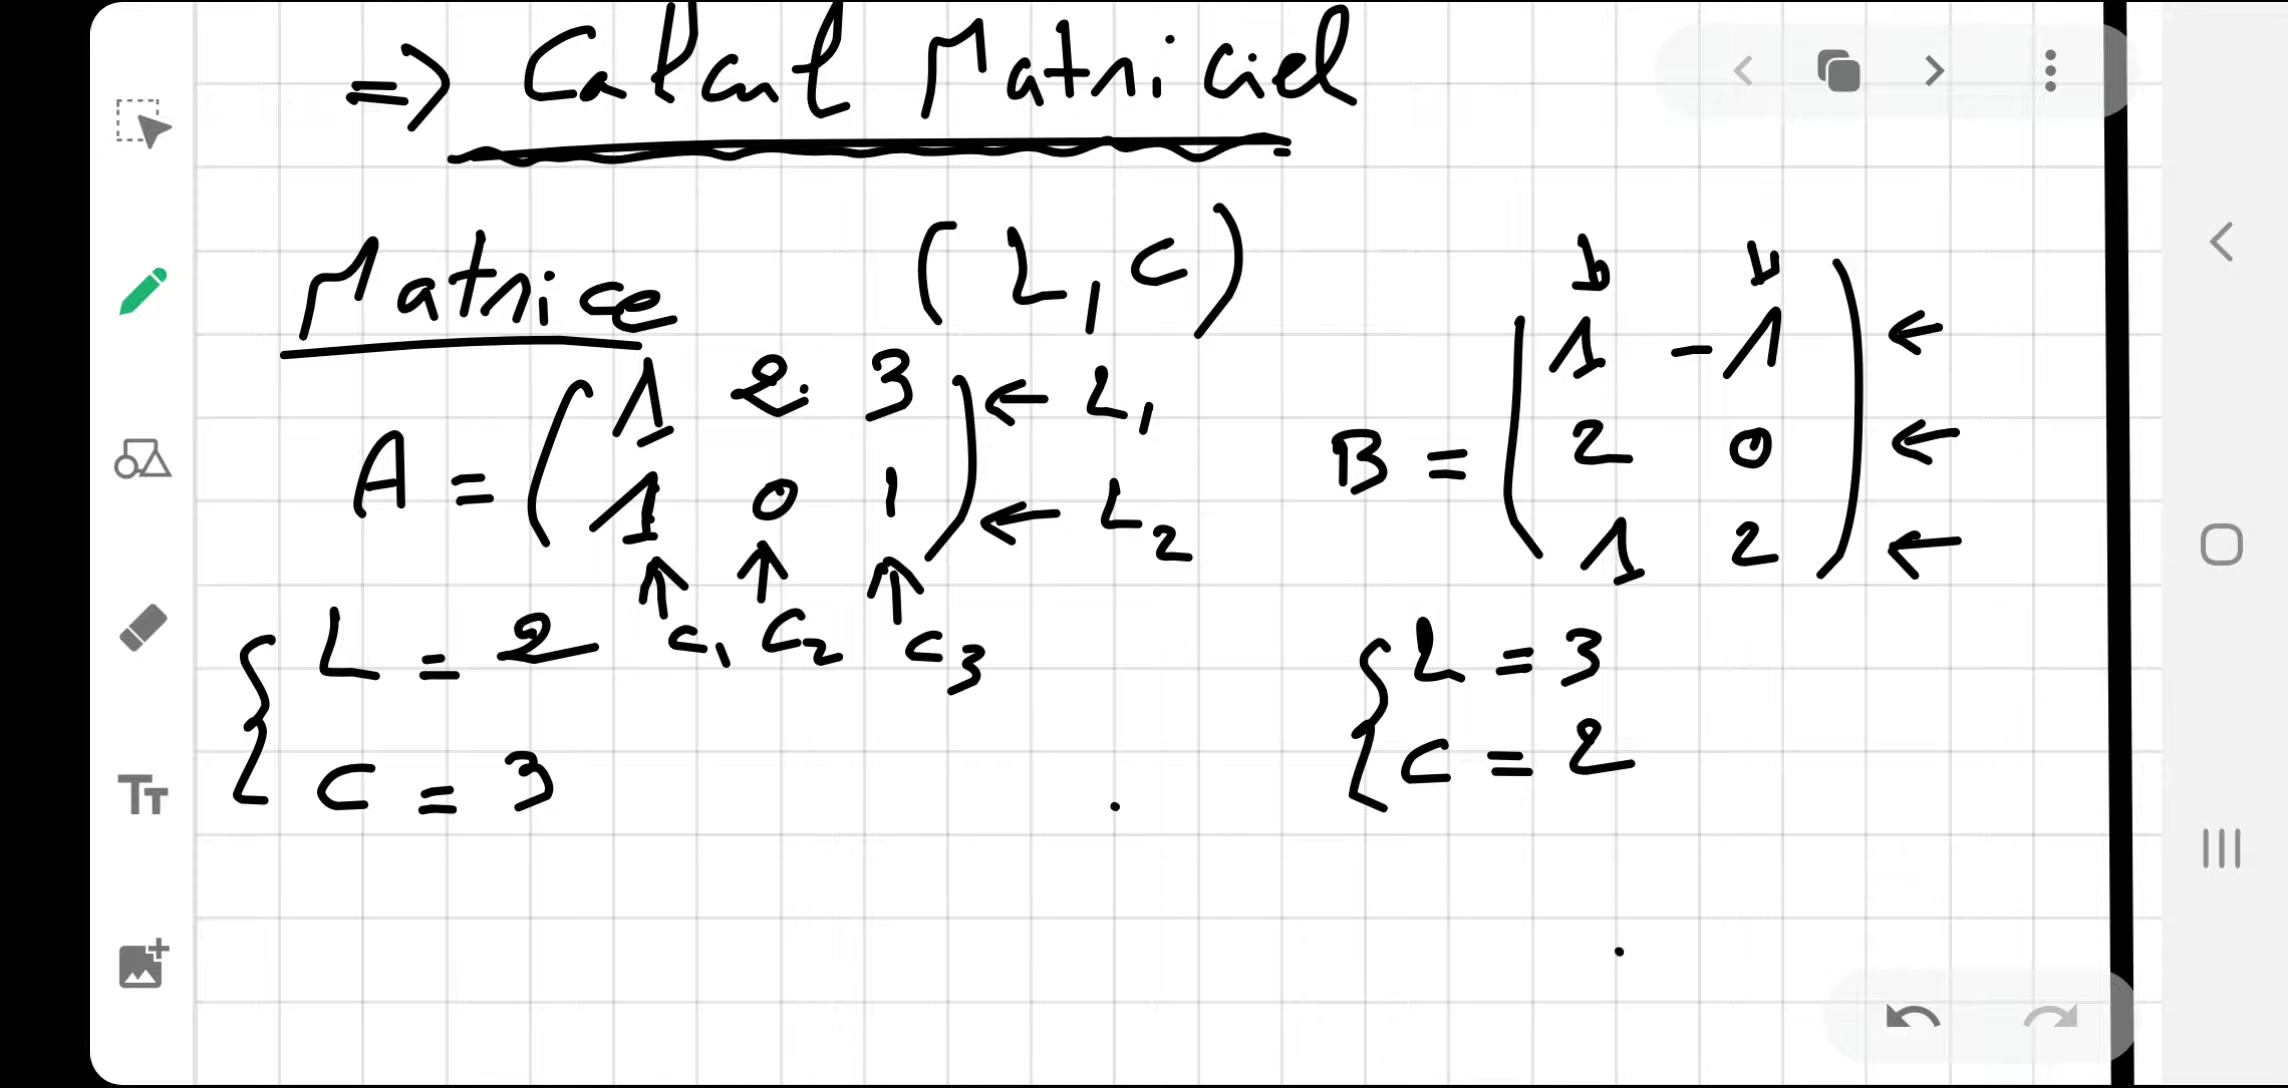 => Calcul Matriciel
Matrice (L, C)
A = ( 1 2 3 ) ← L1
( 1 0 1 ) ← L2
↑ C1 ↑ C2 ↑ C3
{ L = 2
{ C = 3
B = ( 1 -1 ) ←
( 2 0 ) ←
( 1 2 ) ←
{ L = 3
{ C = 2
TT